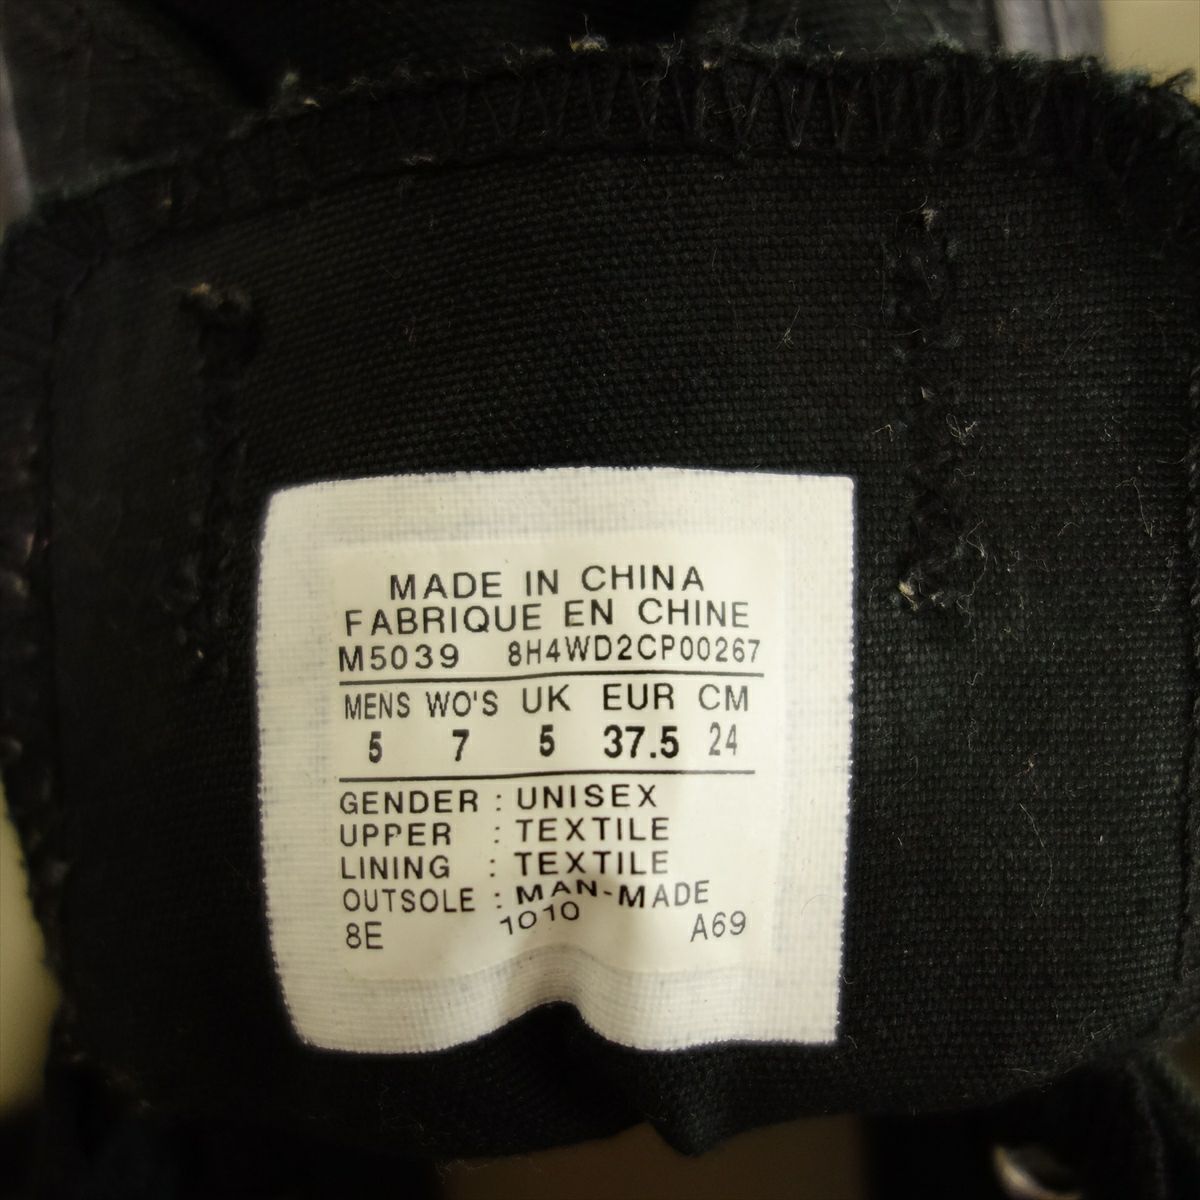 MADE IN CHINA
FABRIQUE EN CHINE
M5039 8H4WD2CP00267
MENS WO'S UK EUR CM
5 7 5 37.5 24
GENDER : UNISEX
UPPER : TEXTILE
LINING : TEXTILE
OUTSOLE : MAN-MADE
8E 1010 A69